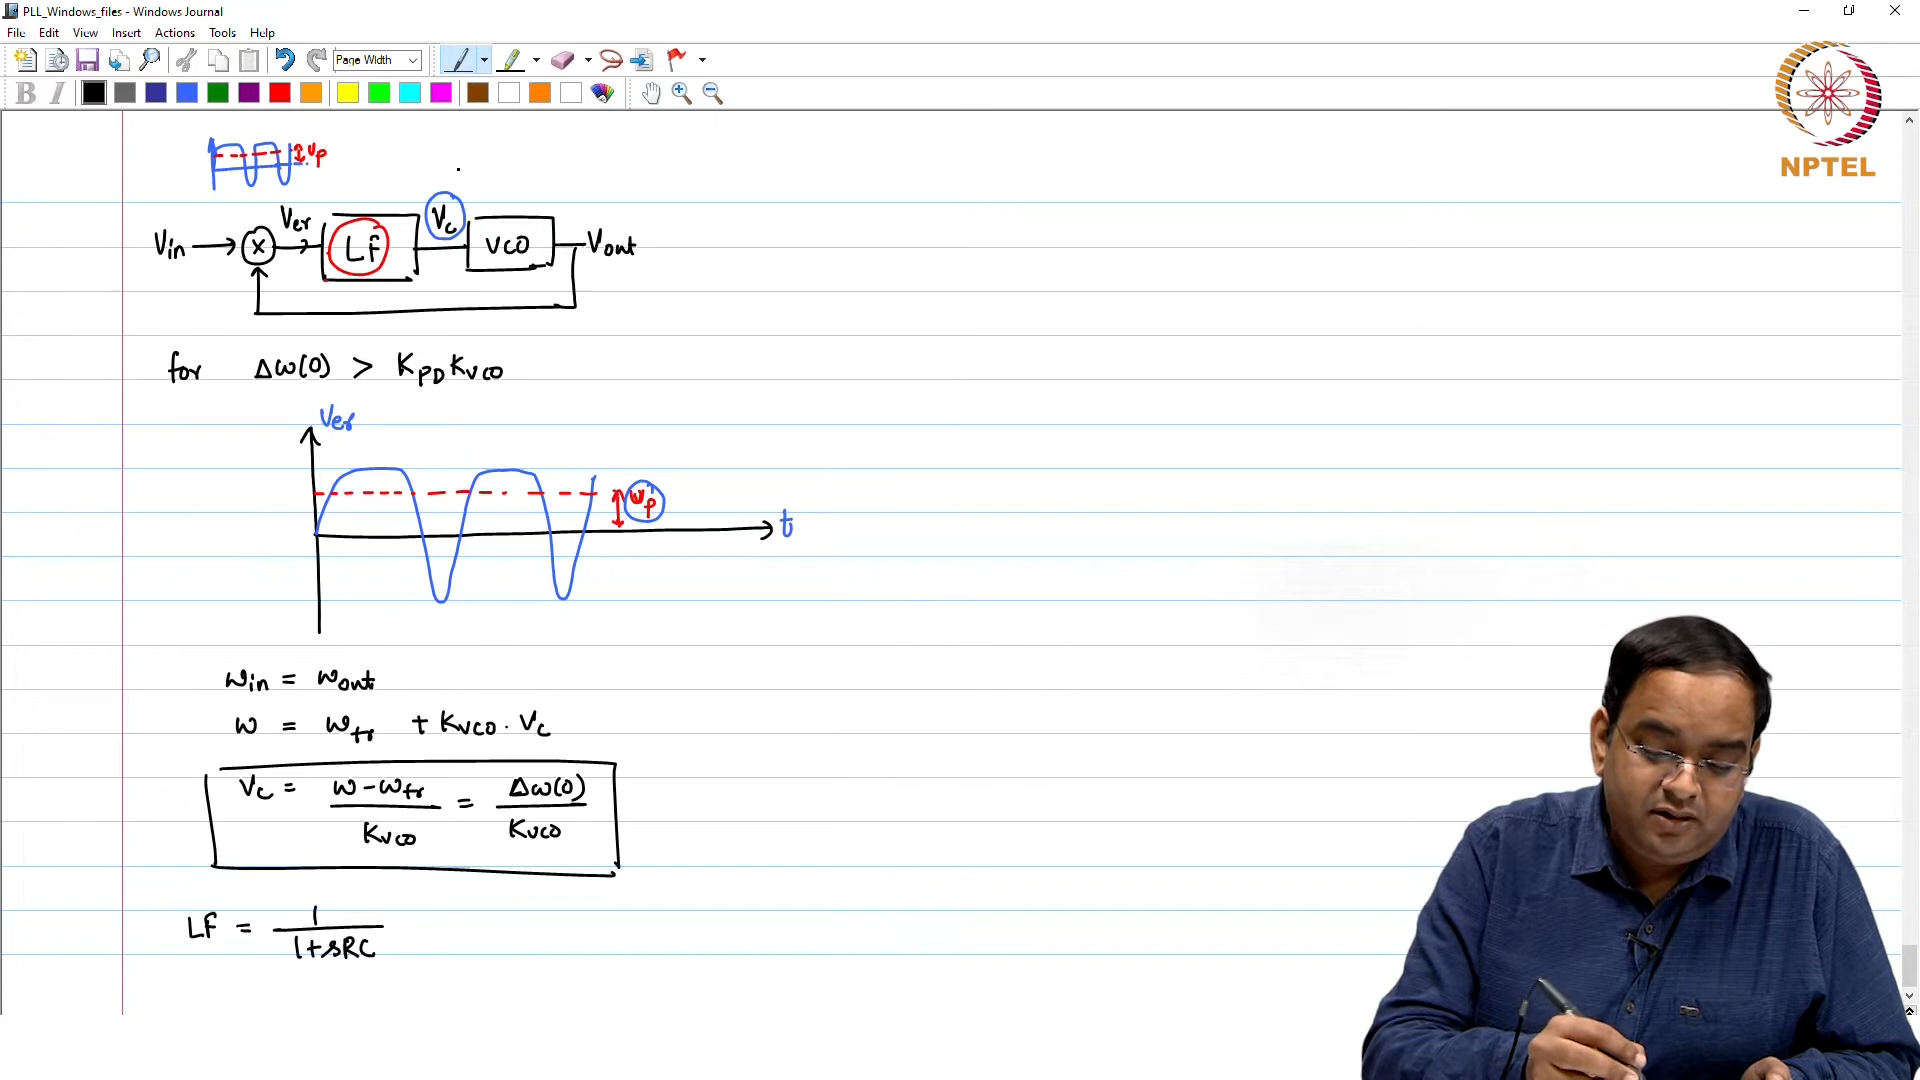 PLL_Windows_files - Windows Journal
File Edit View Insert Actions Tools Help
Page Width
B I
NPTEL
Vp
Vin → X Ver LF Vc VCO Vout
for Δω(0) > KPD KVCO
Ver
t
ωin = ωout
ω = ωfr + KVCO · Vc
Vc = (ω - ωfr) / KVCO = Δω(0) / KVCO
LF = 1 / (1+sRC)